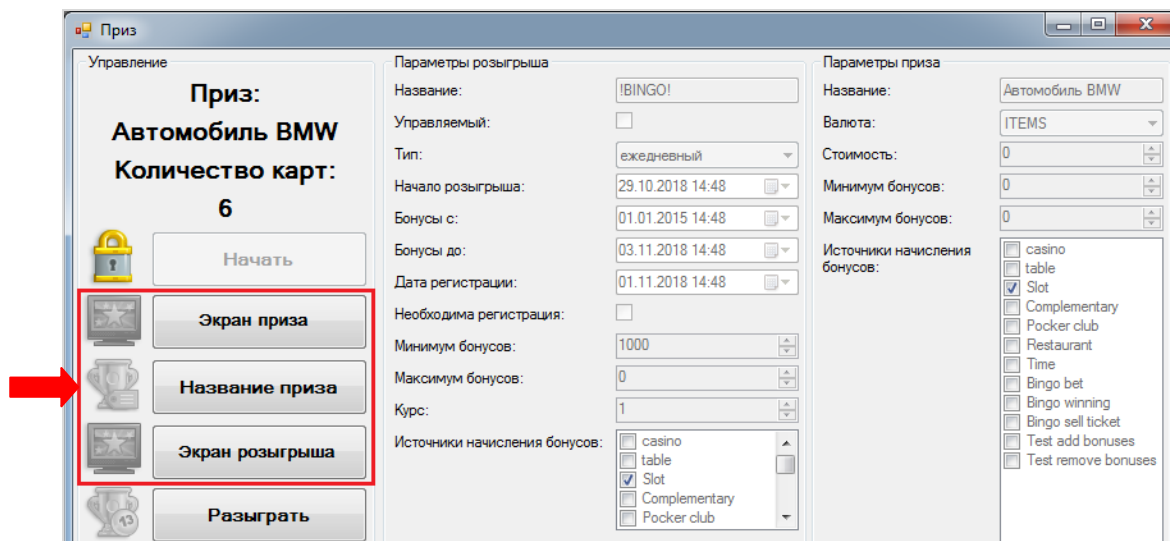 Приз
Управление
Приз:
Автомобиль BMW
Количество карт:
6
Начать
Экран приза
Название приза
Экран розыгрыша
13
Разыграть
Параметры розыгрыша
Название: !BINGO!
Управляемый:
Тип: ежедневный
Начало розыгрыша: 29.10.2018 14:48
Бонусы с: 01.01.2015 14:48
Бонусы до: 03.11.2018 14:48
Дата регистрации: 01.11.2018 14:48
Необходима регистрация:
Минимум бонусов: 1000
Максимум бонусов: 0
Курс: 1
Источники начисления бонусов:
casino
table
Slot
Complementary
Pocker club
Параметры приза
Название: Автомобиль BMW
Валюта: ITEMS
Стоимость: 0
Минимум бонусов: 0
Максимум бонусов: 0
Источники начисления
бонусов:
casino
table
Slot
Complementary
Pocker club
Restaurant
Time
Bingo bet
Bingo winning
Bingo sell ticket
Test add bonuses
Test remove bonuses